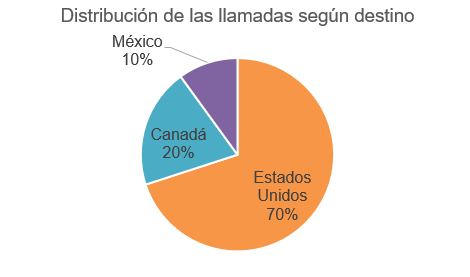 Distribución de las llamadas según destino
México
10%
Canadá
20%
Estados
Unidos
70%